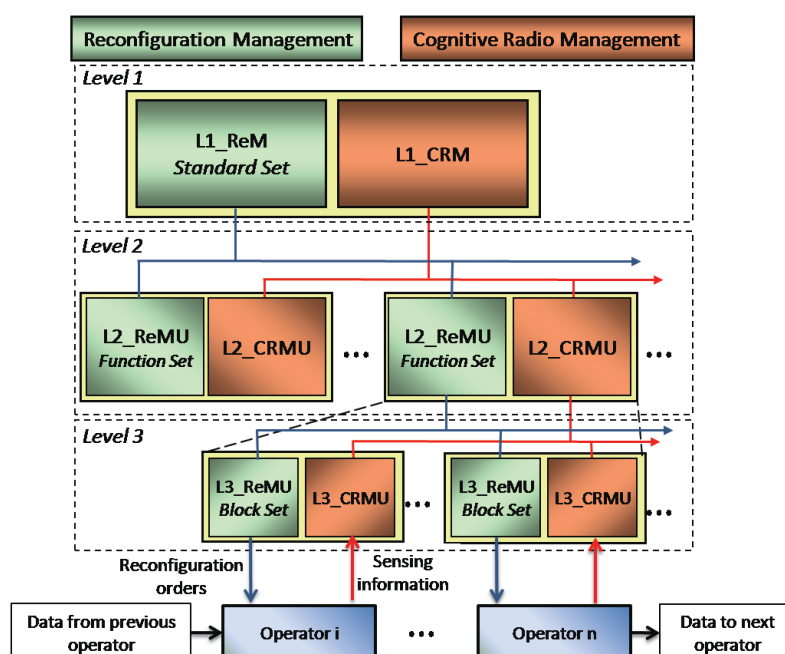 Reconfiguration Management
Cognitive Radio Management
Level 1
L1_ReM
Standard Set
L1_CRM
Level 2
L2_ReMU
Function Set
L2_CRMU
...
L2_ReMU
Function Set
L2_CRMU
...
Level 3
L3_ReMU
Block Set
L3_CRMU
...
L3_ReMU
Block Set
L3_CRMU
...
Reconfiguration
orders
Sensing
information
Data from previous
operator
Operator i
...
Operator n
Data to next
operator